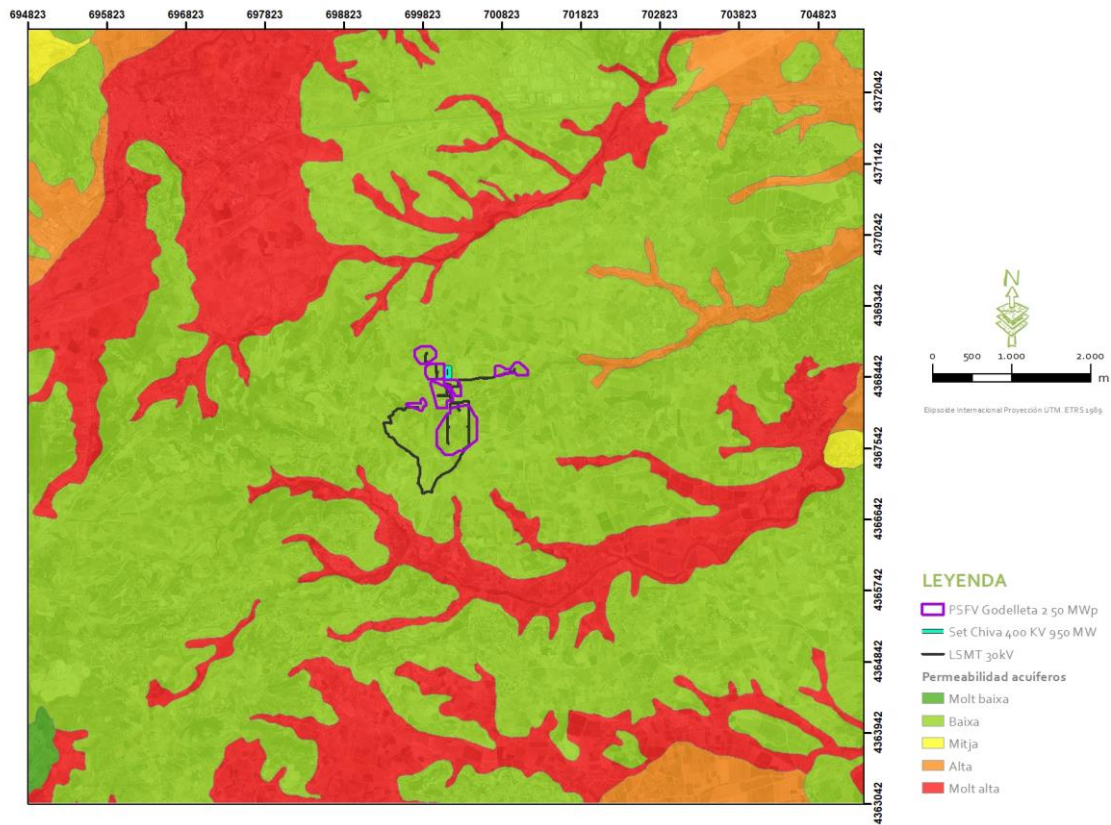 694823 695823 696823 697823 698823 699823 700823 701823 702823 703823 704823
4372042
4371142
4370242
4369342
4368442
4367542
4366642
4365742
4364842
4363942
4363042
N
0 500 1.000 2.000
m
Elipsoide Internacional Proyección UTM. ETRS 1989
LEYENDA
PSFV Godelleta 2 50 MWp
Set Chiva 400 KV 950 MW
LSMT 30kV
Permeabilidad acuíferos
Molt baixa
Baixa
Mitja
Alta
Molt alta